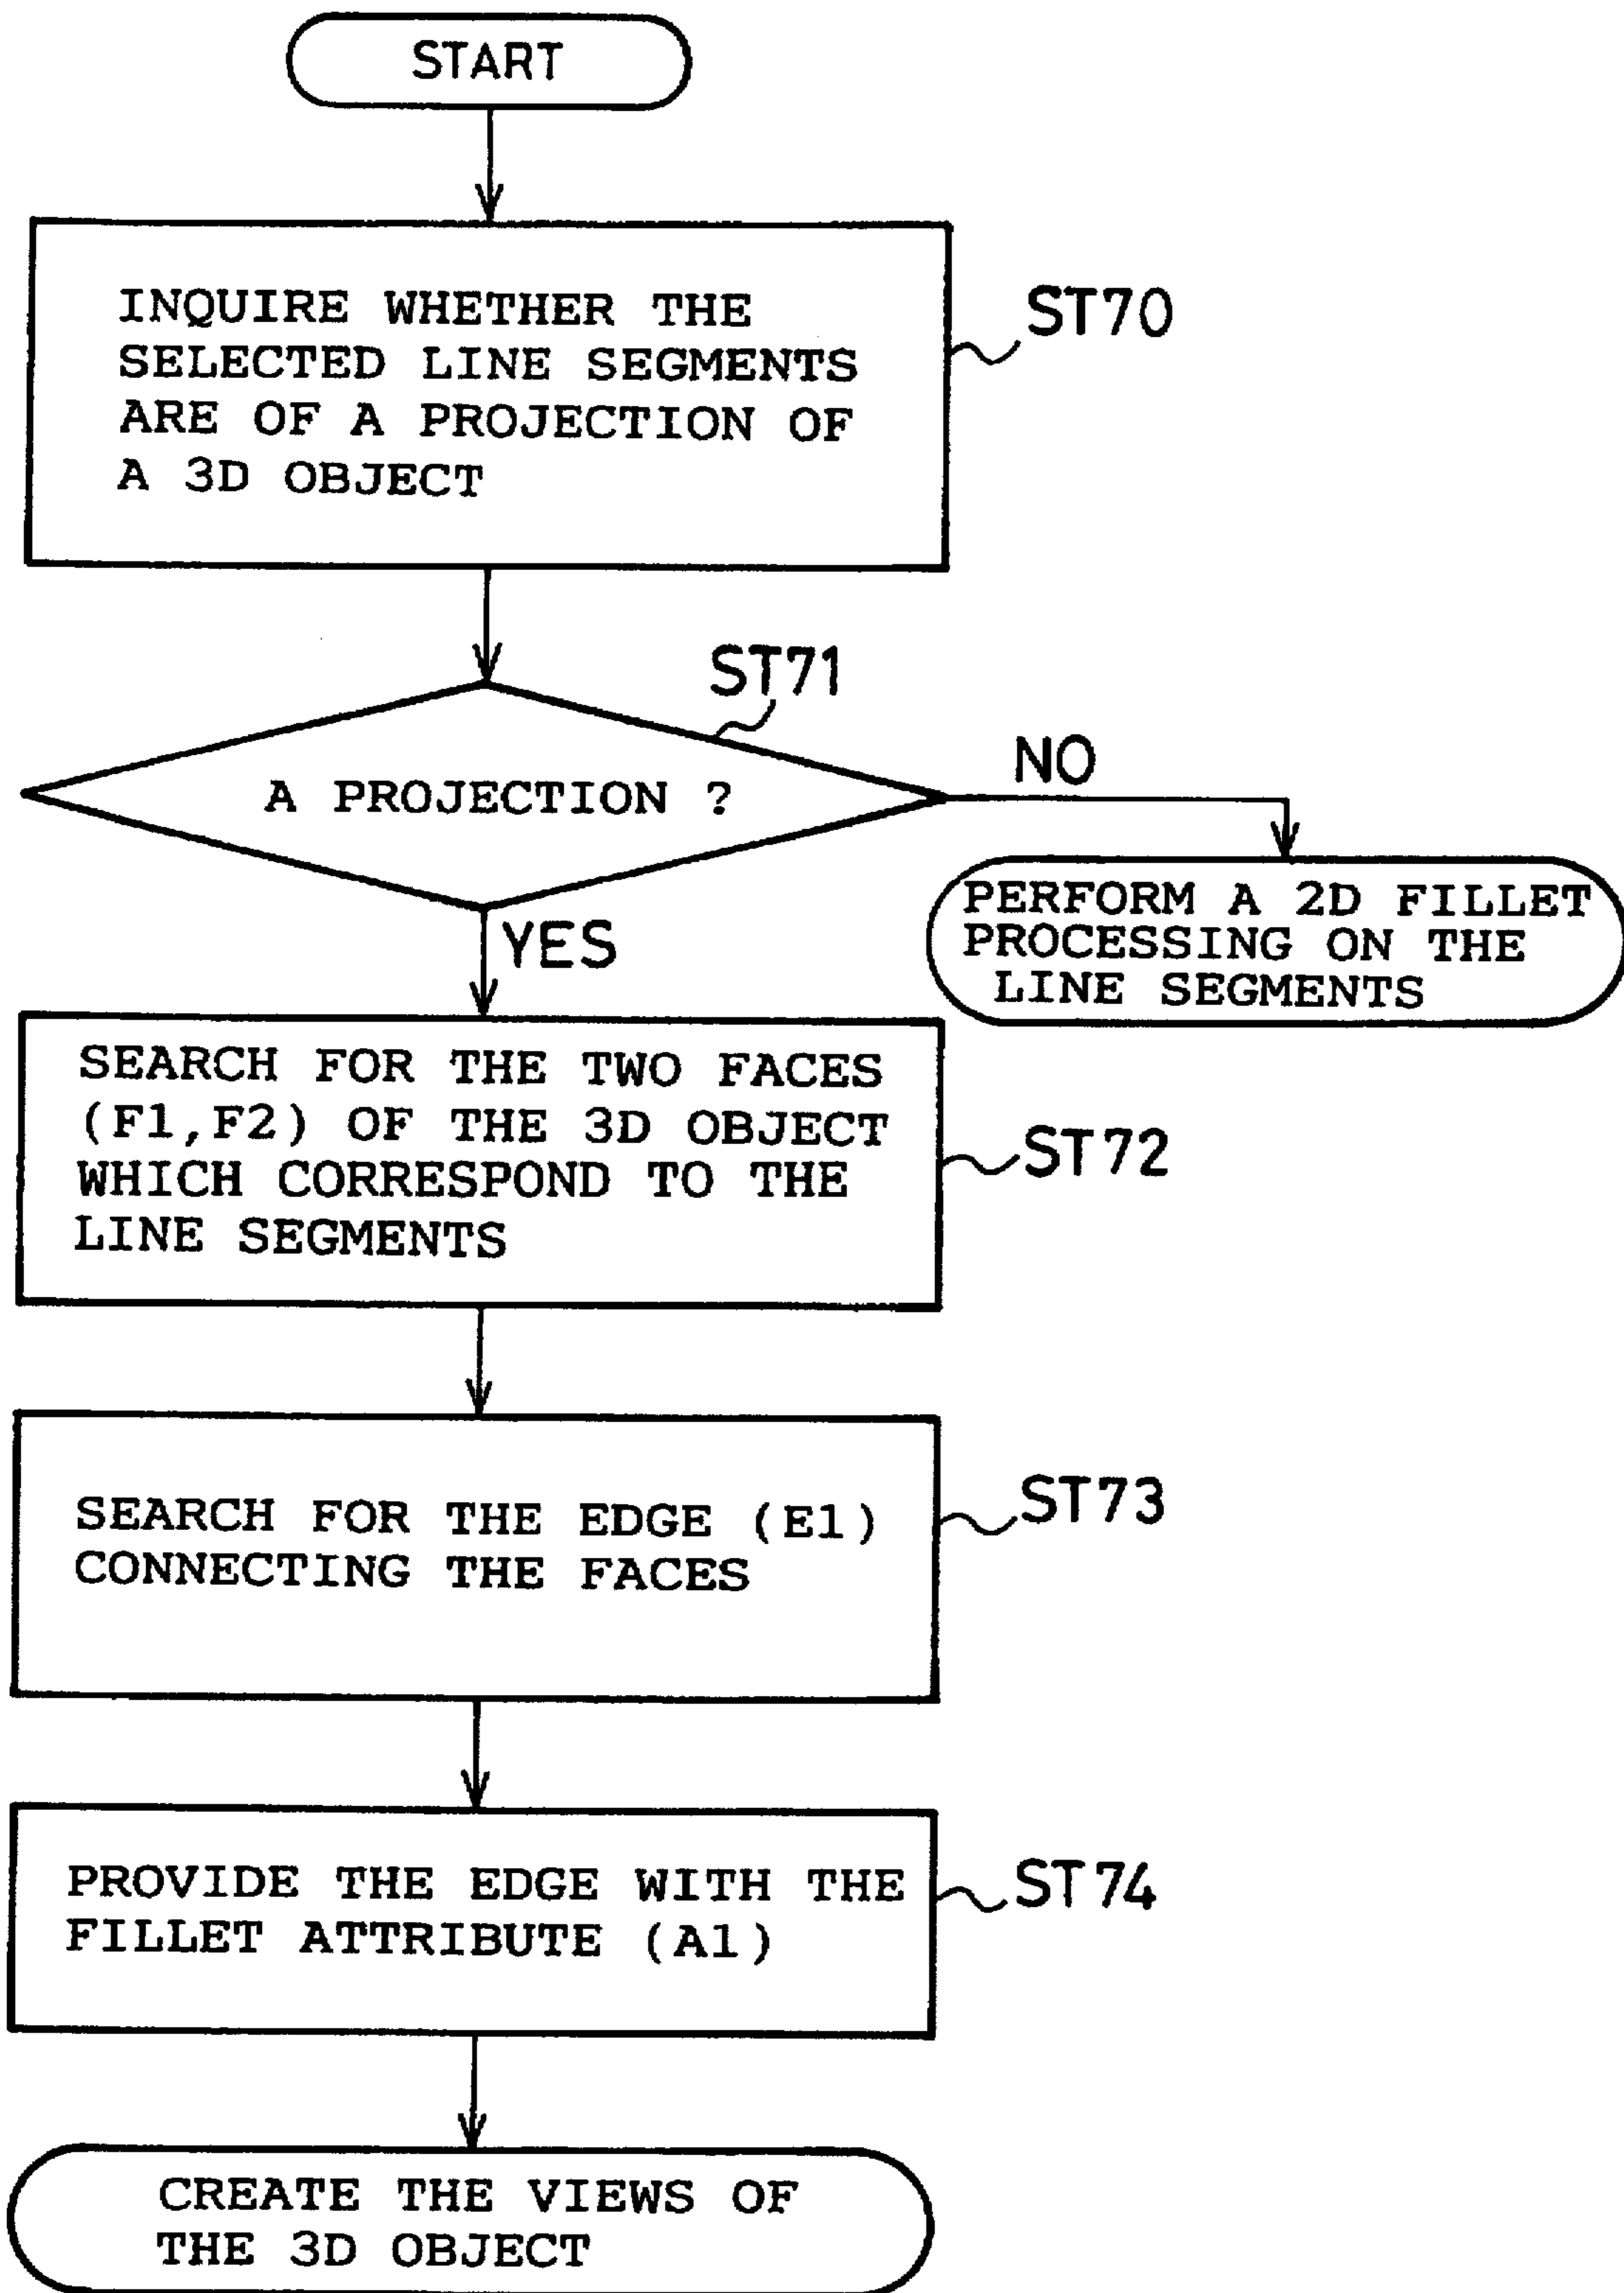 START
INQUIRE WHETHER THE
SELECTED LINE SEGMENTS
ARE OF A PROJECTION OF
A 3D OBJECT
ST70
ST71
A PROJECTION ?
NO
PERFORM A 2D FILLET
PROCESSING ON THE
LINE SEGMENTS
YES
SEARCH FOR THE TWO FACES
(F1,F2) OF THE 3D OBJECT
WHICH CORRESPOND TO THE
LINE SEGMENTS
ST72
SEARCH FOR THE EDGE (E1)
CONNECTING THE FACES
ST73
PROVIDE THE EDGE WITH THE
FILLET ATTRIBUTE (A1)
ST74
CREATE THE VIEWS OF
THE 3D OBJECT